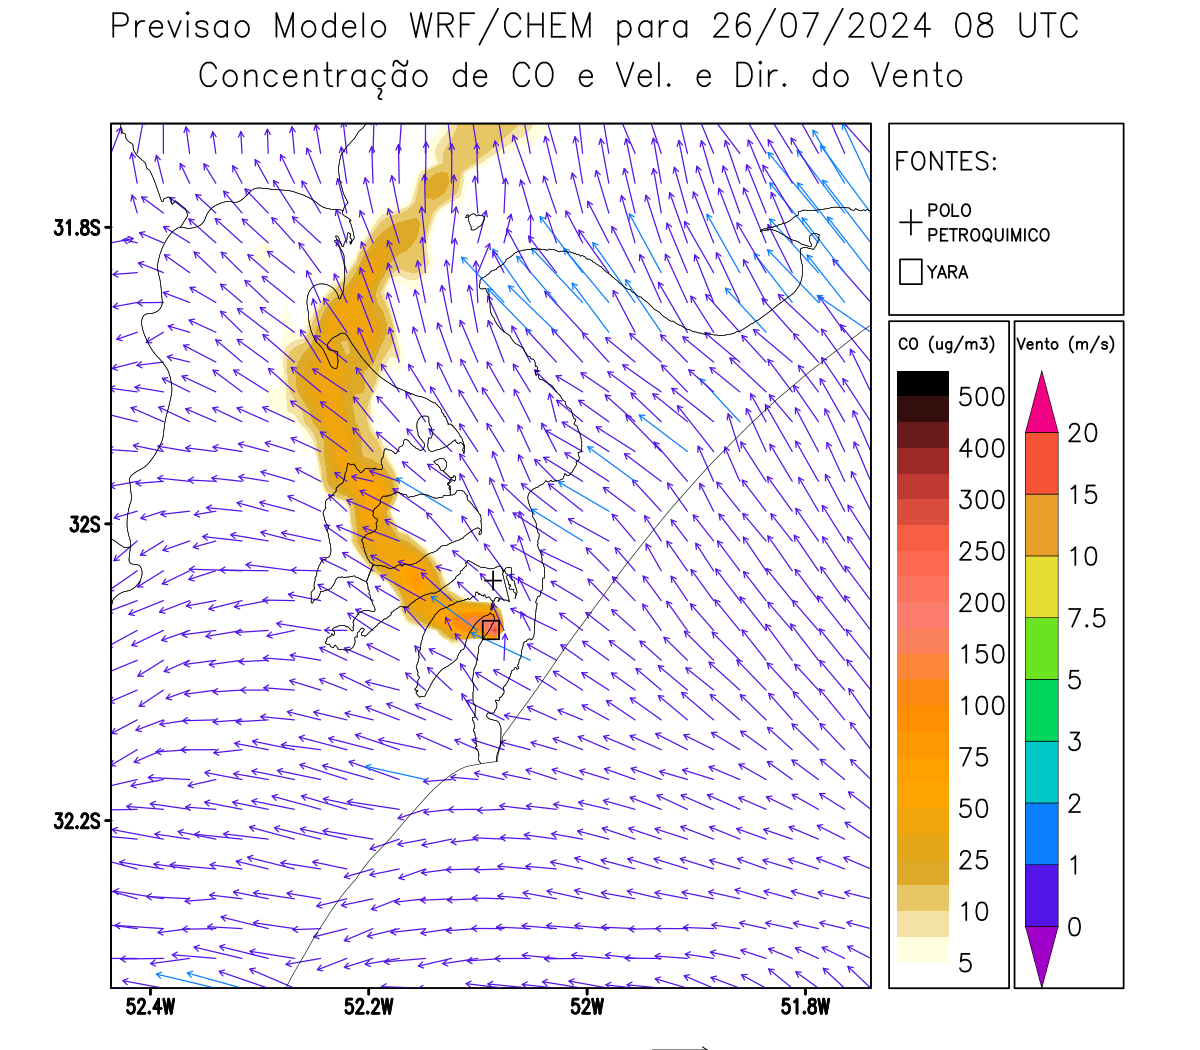 Previsao Modelo WRF/CHEM para 26/07/2024 08 UTC
Concentração de CO e Vel. e Dir. do Vento
FONTES:
POLO
PETROQUIMICO
YARA
31.8S
32S
32.2S
52.4W
52.2W
52W
51.8W
CO (ug/m3)
500
400
300
250
200
150
100
75
50
25
10
5
Vento (m/s)
20
15
10
7.5
5
3
2
1
0